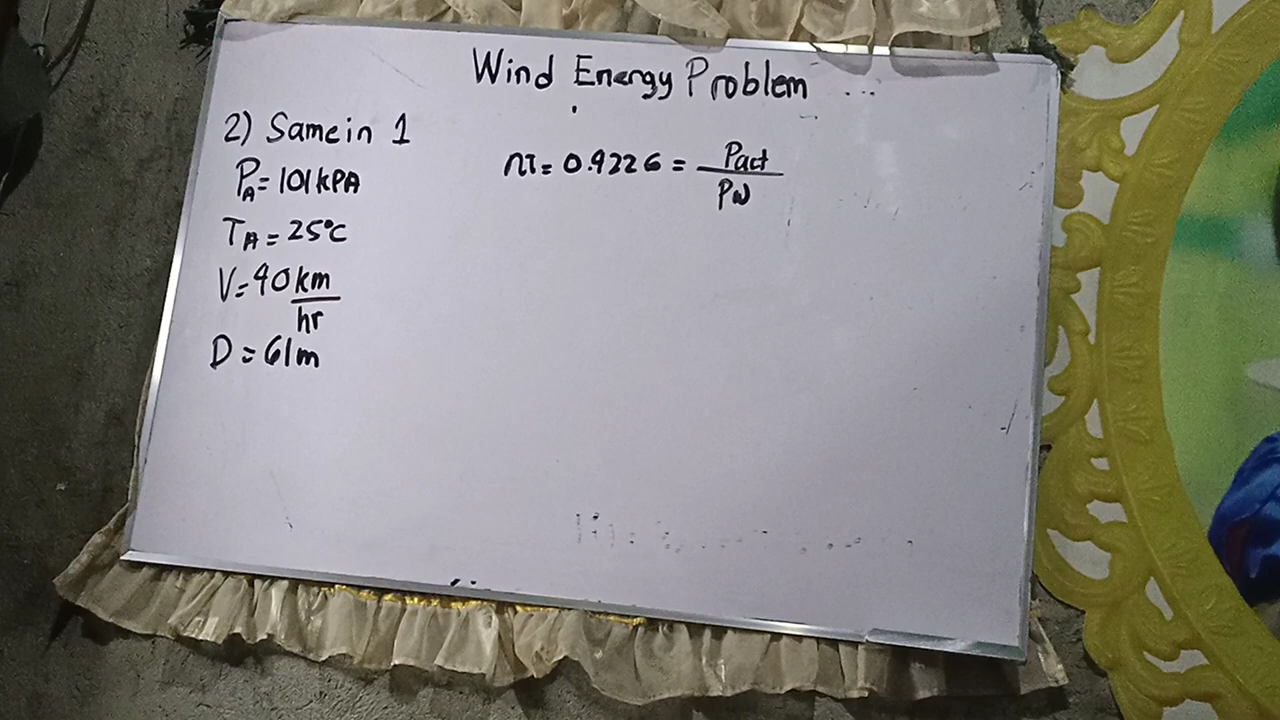 Wind Energy Problem
2) Same in 1
PA = 101 kPA
TA = 25°C
V = 40 km/hr
D = 61m
nT = 0.4226 = Pact/Pw